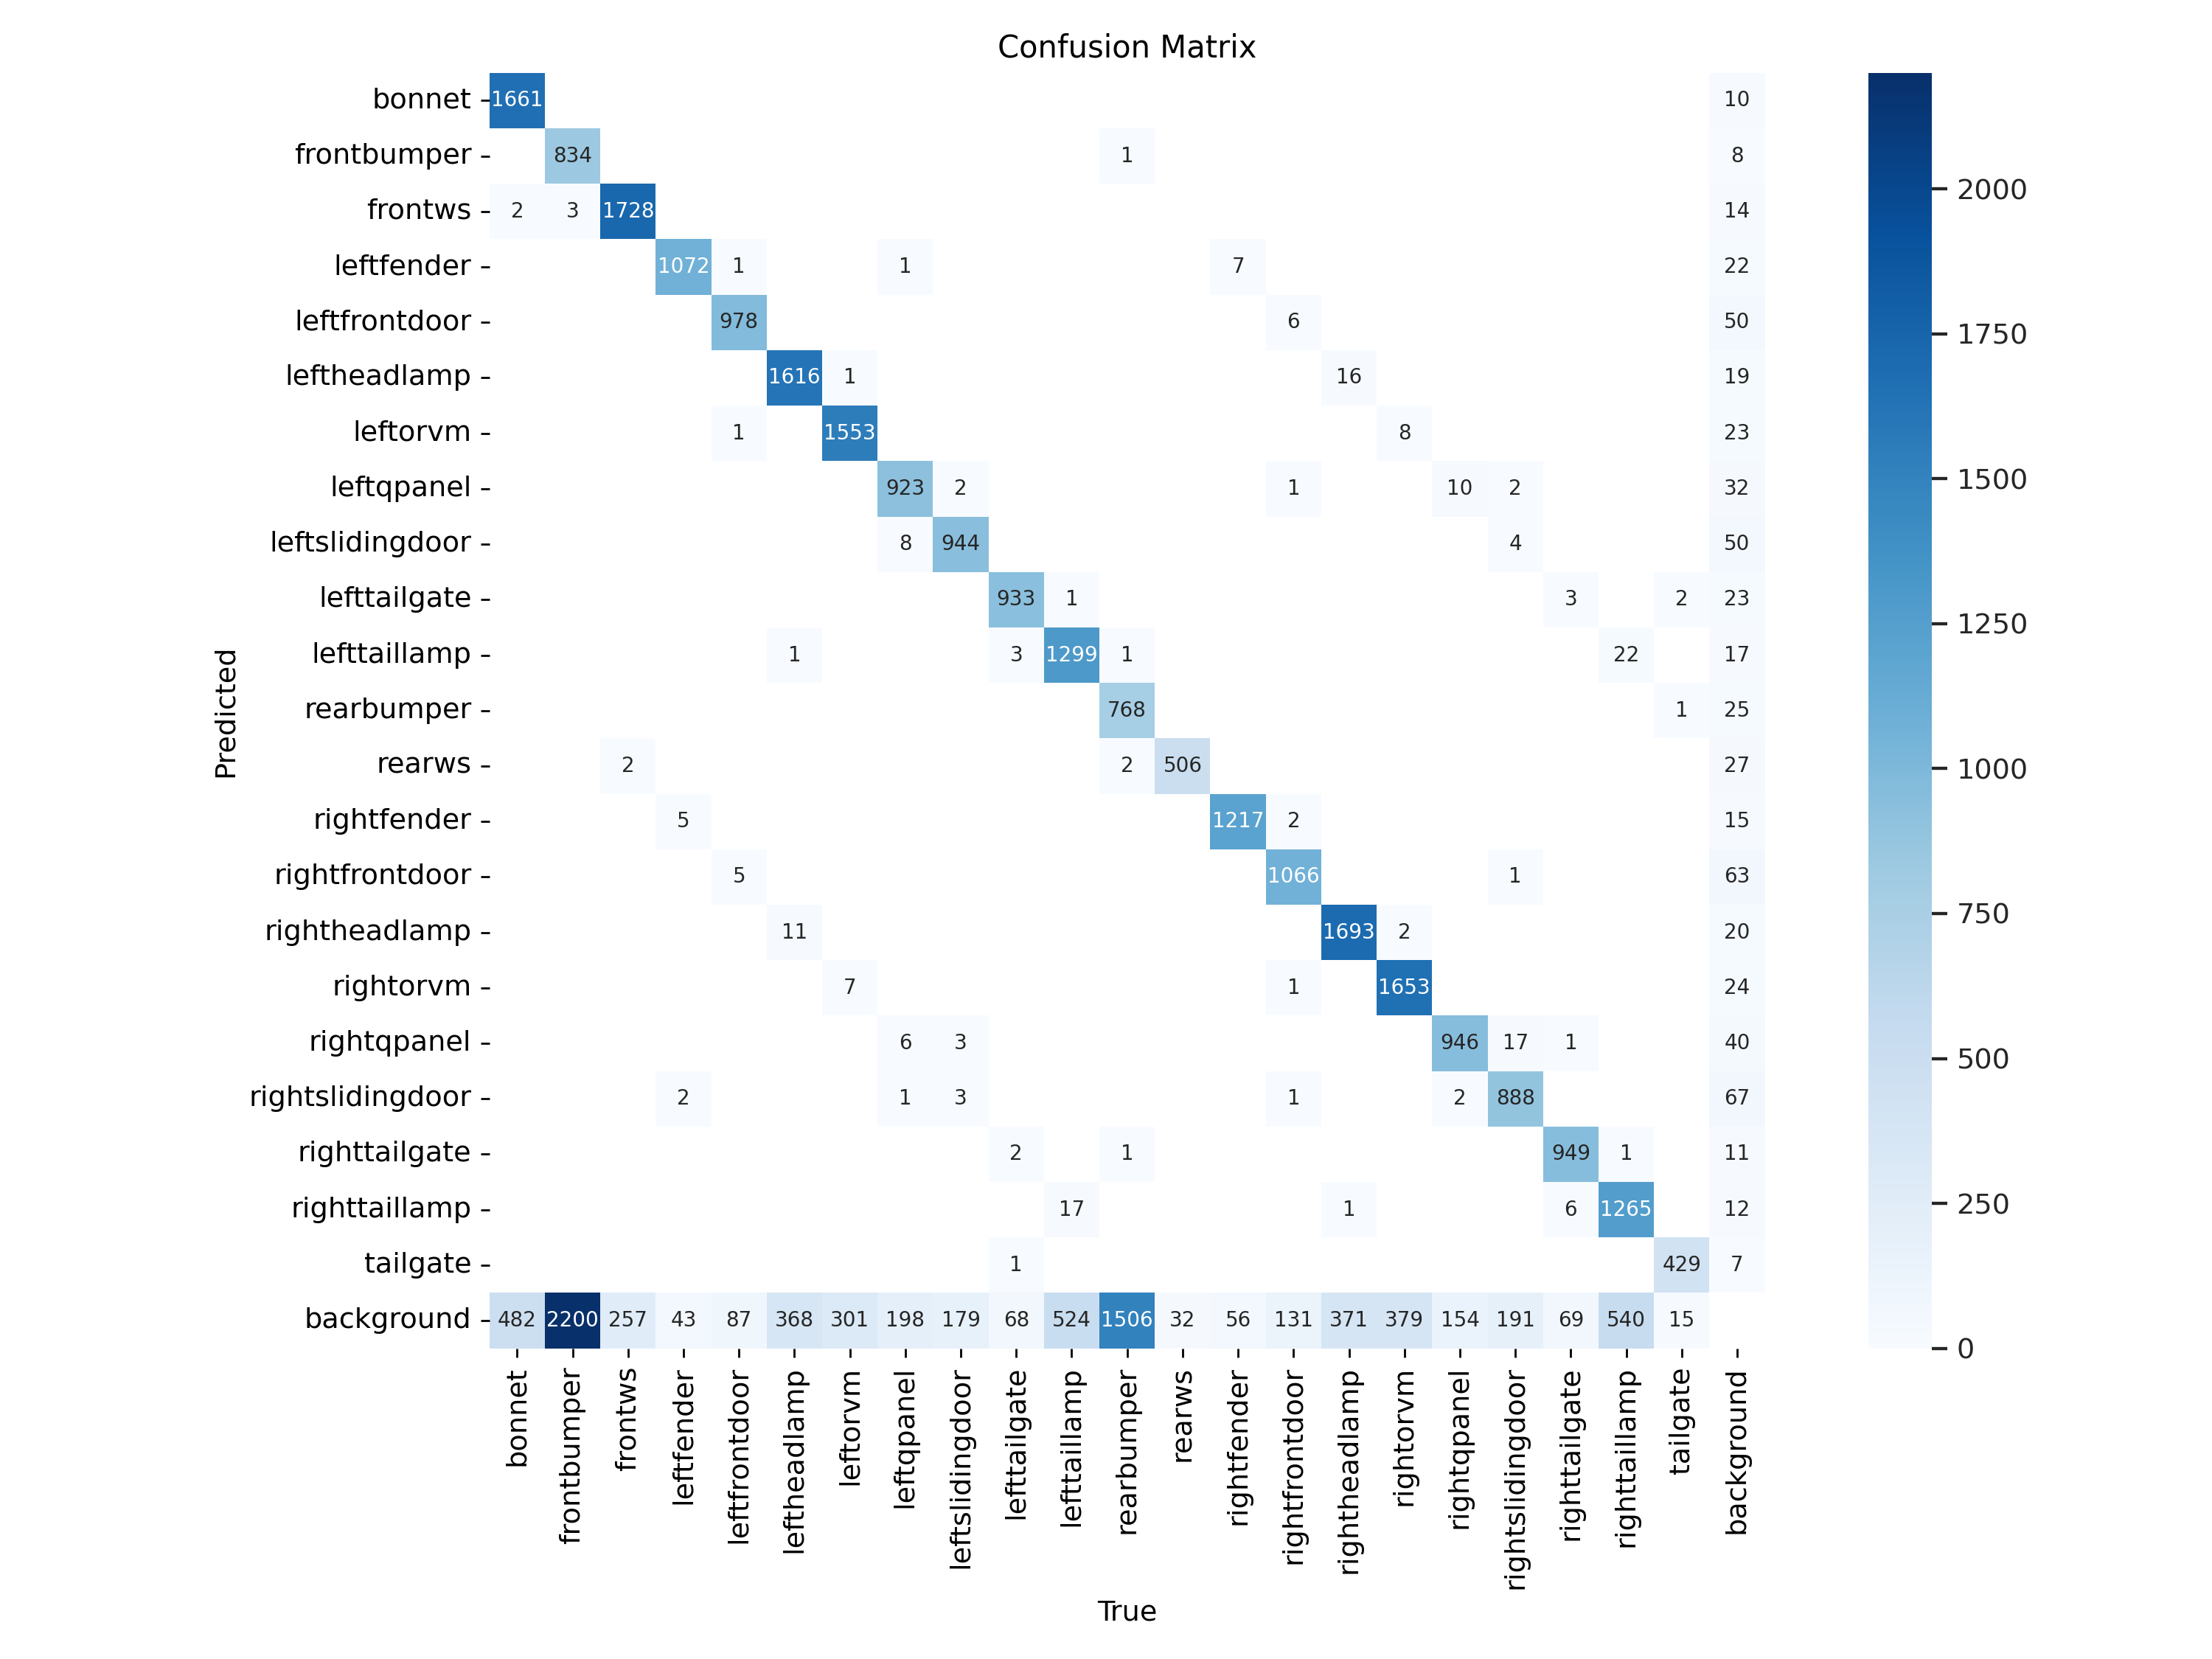 Confusion Matrix
bonnet 1661 10
frontbumper 834 1 8
frontws 2 3 1728 14
leftfender 1072 1 1 7 22
leftfrontdoor 978 6 50
leftheadlamp 1616 1 16 19
leftorvm 1 1553 8 23
leftqpanel 923 2 1 10 2 32
leftslidingdoor 8 944 4 50
lefttailgate 933 1 3 2 23
lefttaillamp 1 3 1299 1 22 17
rearbumper 768 1 25
rearws 2 2 506 27
rightfender 5 1217 2 15
rightfrontdoor 5 1066 1 63
rightheadlamp 11 1693 2 20
rightorvm 7 1 1653 24
rightqpanel 6 3 946 17 1 40
rightslidingdoor 2 1 3 1 2 888 67
righttailgate 2 1 949 1 11
righttaillamp 17 1 6 1265 12
tailgate 1 429 7
background 482 2200 257 43 87 368 301 198 179 68 524 1506 32 56 131 371 379 154 191 69 540 15
Predicted
bonnet
frontbumper
frontws
leftfender
leftfrontdoor
leftheadlamp
leftorvm
leftqpanel
leftslidingdoor
lefttailgate
lefttaillamp
rearbumper
rearws
rightfender
rightfrontdoor
rightheadlamp
rightorvm
rightqpanel
rightslidingdoor
righttailgate
righttaillamp
tailgate
background
True
2000
1750
1500
1250
1000
750
500
250
0